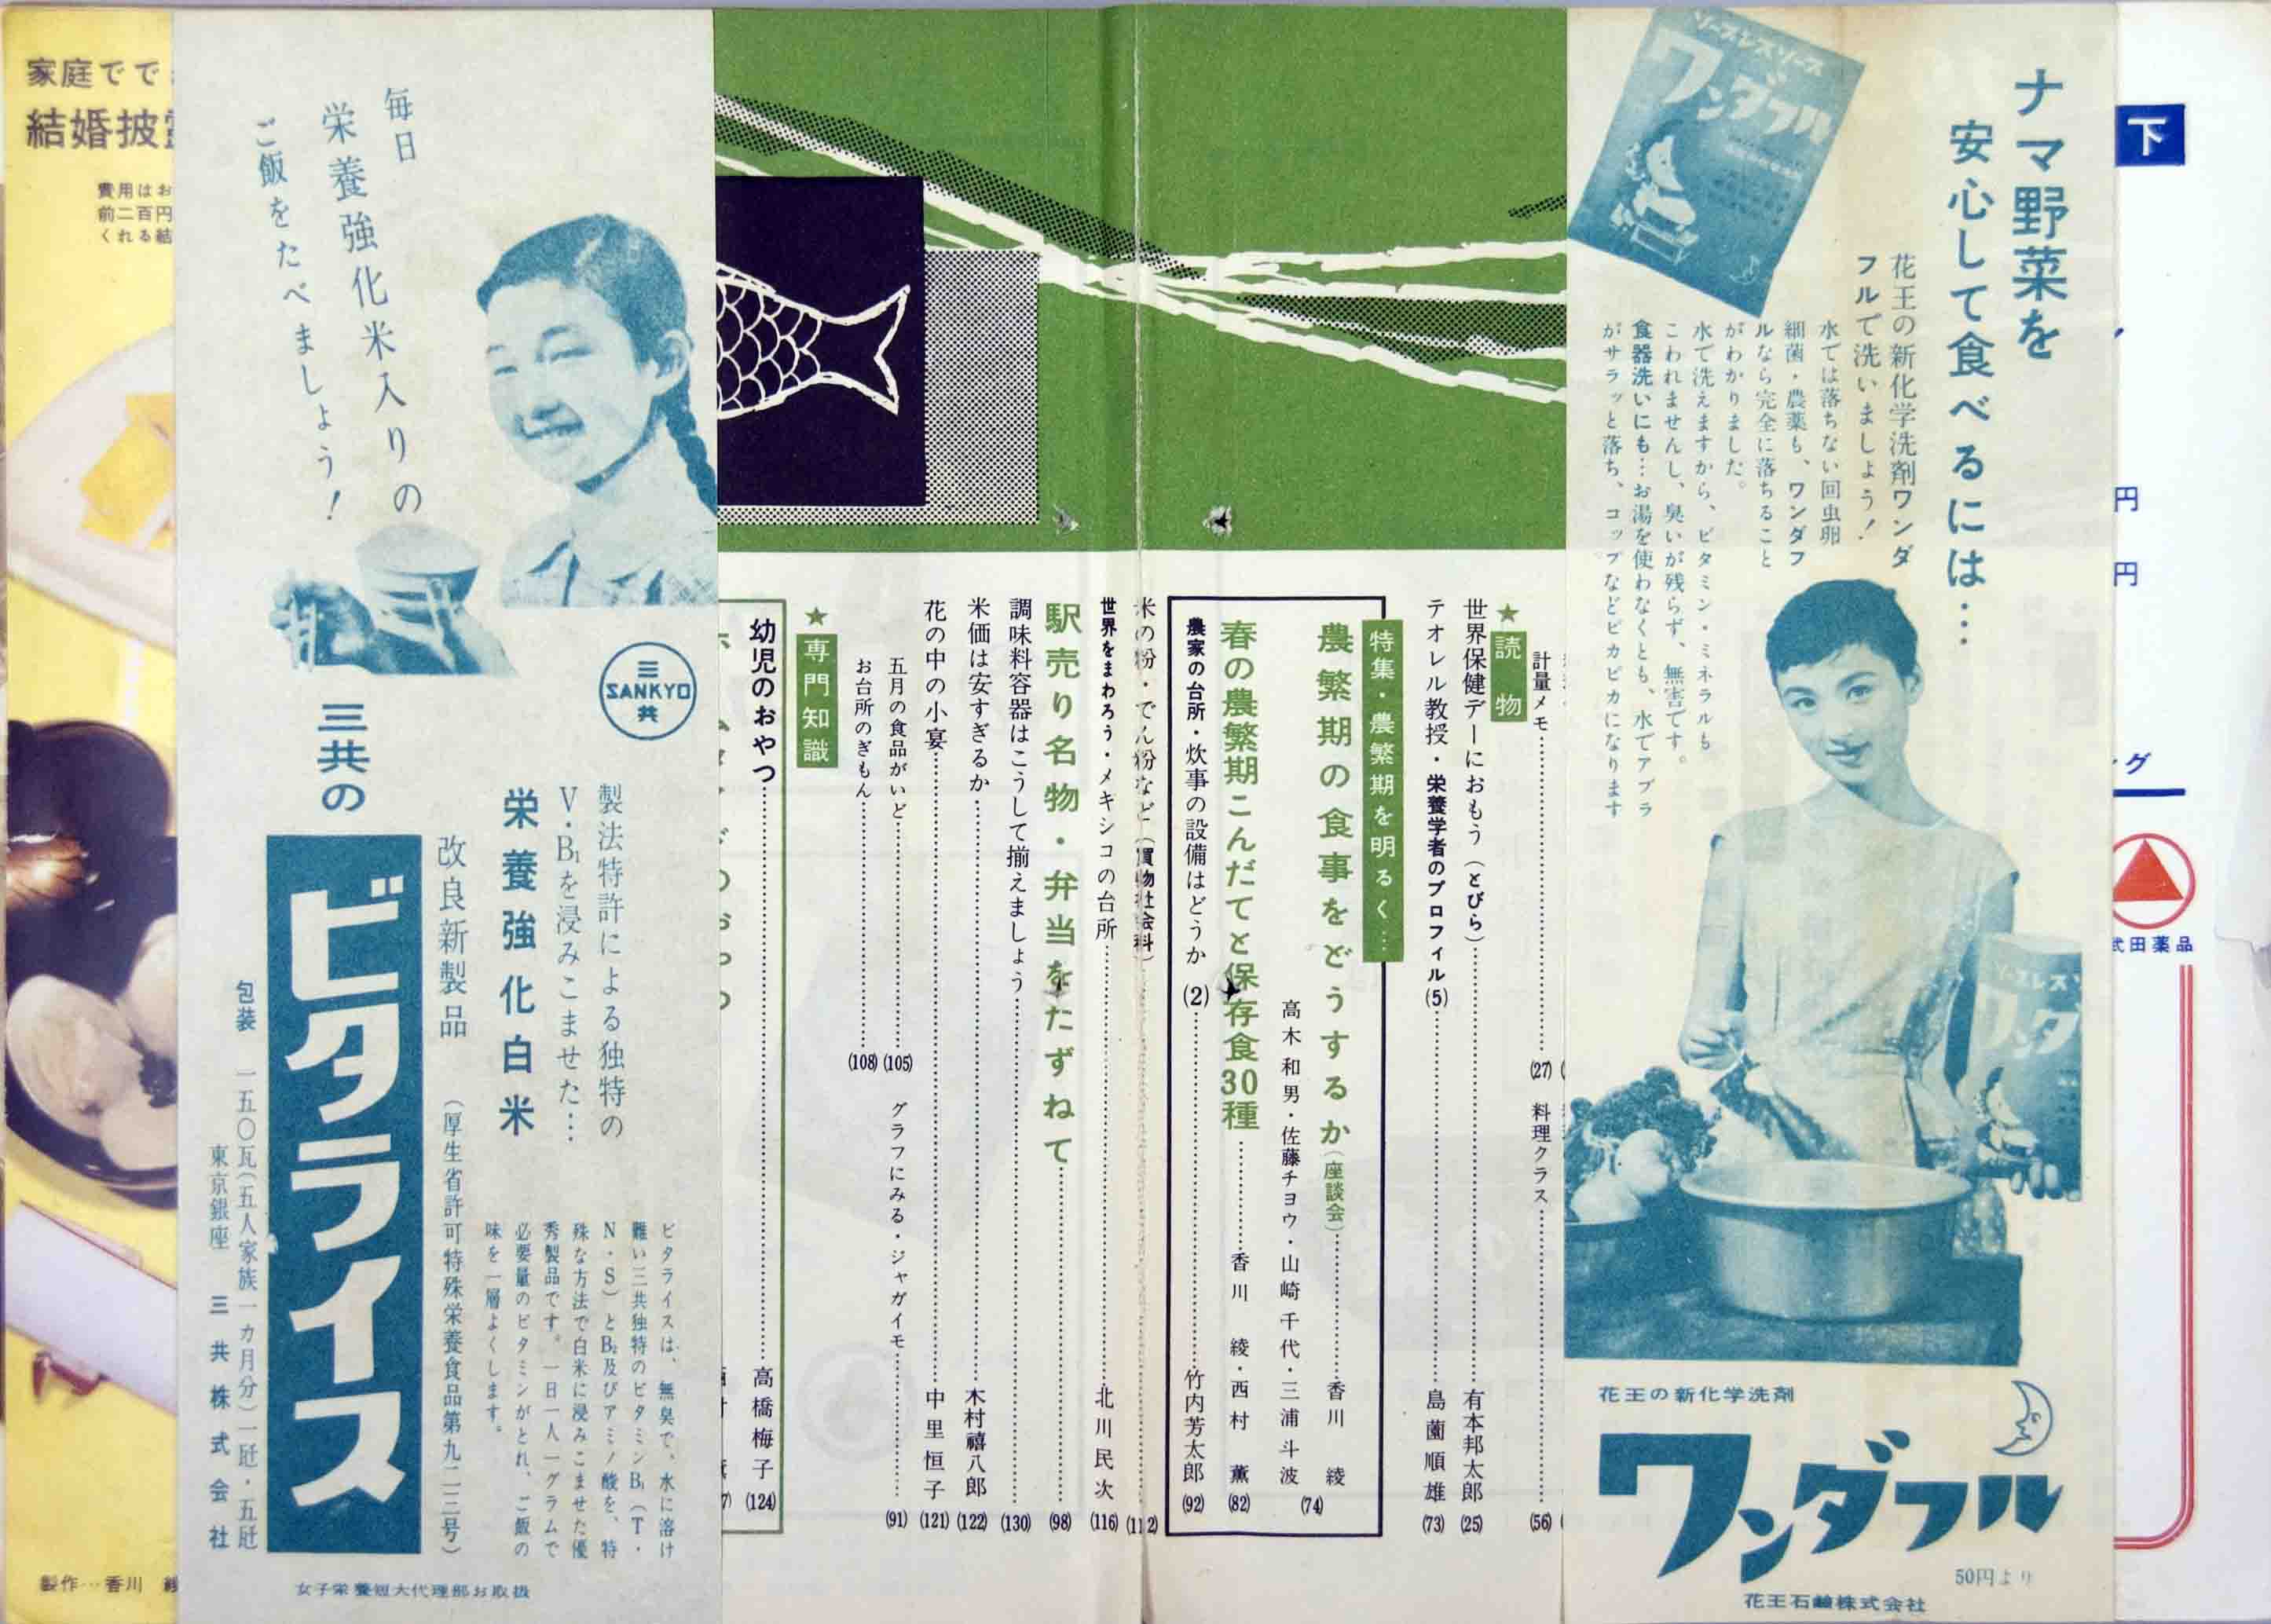 ナマ野菜を
安心して食べるには…
花王の新化学洗剤ワンダ
フルで洗いましょう！
水では落ちない回虫卵
細菌・農薬も、ワンダフ
ルなら完全に落ちること
がわかりました。
水で洗えますから、ビタミン・ミネラルも
こわれませんし、臭いが残らず、無害です。
食器洗いにも…お湯を使わなくとも、水でアブラ
がサラッと落ち、コップなどピカピカになります
ソースレスソース
ワンダフル
花王の新化学洗剤
ワンダフル
50円より
花王石鹸株式会社
下
円
円
グ
武田薬品
計量メモ……(27)
料理クラス……(56)
★読物
世界保健デーにおもう（とびら）……有本邦太郎(25)
テオレル教授・栄養学者のプロフィル(5)……島薗順雄(73)
特集・農繁期を明るく…
農繁期の食事をどうするか（座談会）……香川 綾
高木和男・佐藤チヨウ・山崎千代・三浦斗波(74)
春の農繁期こんだてと保存食30種……香川 綾・西村 薫(82)
農家の台所・炊事の設備はどうか(2)……竹内芳太郎(92)
米の粉・でん粉など（買物社会科）……(112)
世界をまわろう・メキシコの台所……北川民次(116)
駅売り名物・弁当をたずねて……(98)
調味料容器はこうして揃えましょう……(130)
米価は安すぎるか……木村禧八郎(122)
花の中の小宴……中里恒子(121)
五月の食品がいど……(105)
グラフにみる・ジャガイモ……(91)
お台所のぎもん……(108)
★専門知識
幼児のおやつ……高橋梅子(124)
毎日
栄養強化米入りの
ご飯をたべましょう！
三
SANKYO
共
三共の
ビタライス
製法特許による独特の
V・B₁を浸みこませた…
栄養強化白米
改良新製品
（厚生省許可特殊栄養食品第九二三号）
ビタライスは、無臭で、水に溶け
難い三共独特のビタミンB₁（T・
N・S）とB₂及びアミノ酸を、特
殊な方法で白米に浸みこませた優
秀製品です。一日一人一グラムで
必要量のビタミンがとれ、ご飯の
味を一層よくします。
包装 一五〇瓦（五人家族一カ月分）一瓩・五瓩
東京銀座 三共株式会社
女子栄養短大代理部お取扱
家庭でで
結婚披
費用はお
前二百円
くれる結
製作…香川